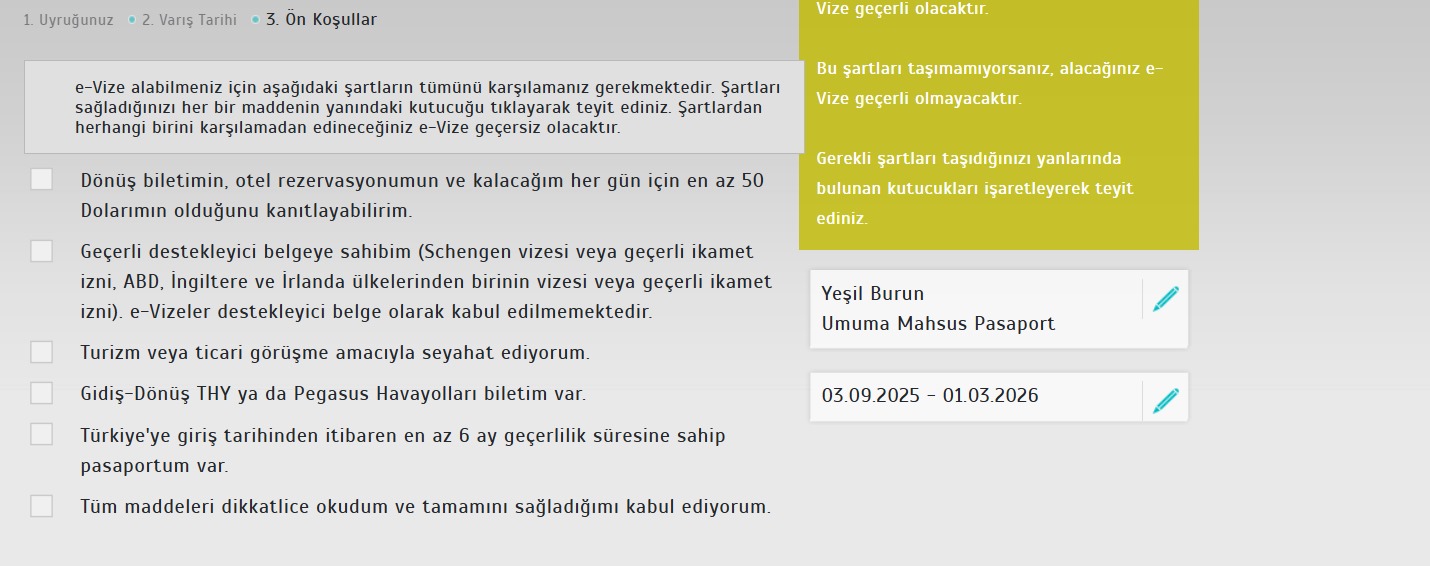 1. Uyruğunuz 2. Varış Tarihi 3. Ön Koşullar
e-Vize alabilmeniz için aşağıdaki şartların tümünü karşılamanız gerekmektedir. Şartları
sağladığınızı her bir maddenin yanındaki kutucuğu tıklayarak teyit ediniz. Şartlardan
herhangi birini karşılamadan edineceğiniz e-Vize geçersiz olacaktır.
Dönüş biletimin, otel rezervasyonumun ve kalacağım her gün için en az 50
Dolarımın olduğunu kanıtlayabilirim.
Geçerli destekleyici belgeye sahibim (Schengen vizesi veya geçerli ikamet
izni, ABD, İngiltere ve İrlanda ülkelerinden birinin vizesi veya geçerli ikamet
izni). e-Vizeler destekleyici belge olarak kabul edilmemektedir.
Turizm veya ticari görüşme amacıyla seyahat ediyorum.
Gidiş-Dönüş THY ya da Pegasus Havayolları biletim var.
Türkiye'ye giriş tarihinden itibaren en az 6 ay geçerlilik süresine sahip
pasaportum var.
Tüm maddeleri dikkatlice okudum ve tamamını sağladığımı kabul ediyorum.
Vize geçerli olacaktır.
Bu şartları taşımamıyorsanız, alacağınız e-
Vize geçerli olmayacaktır.
Gerekli şartları taşıdığınızı yanlarında
bulunan kutucukları işaretleyerek teyit
ediniz.
Yeşil Burun
Umuma Mahsus Pasaport
03.09.2025 - 01.03.2026